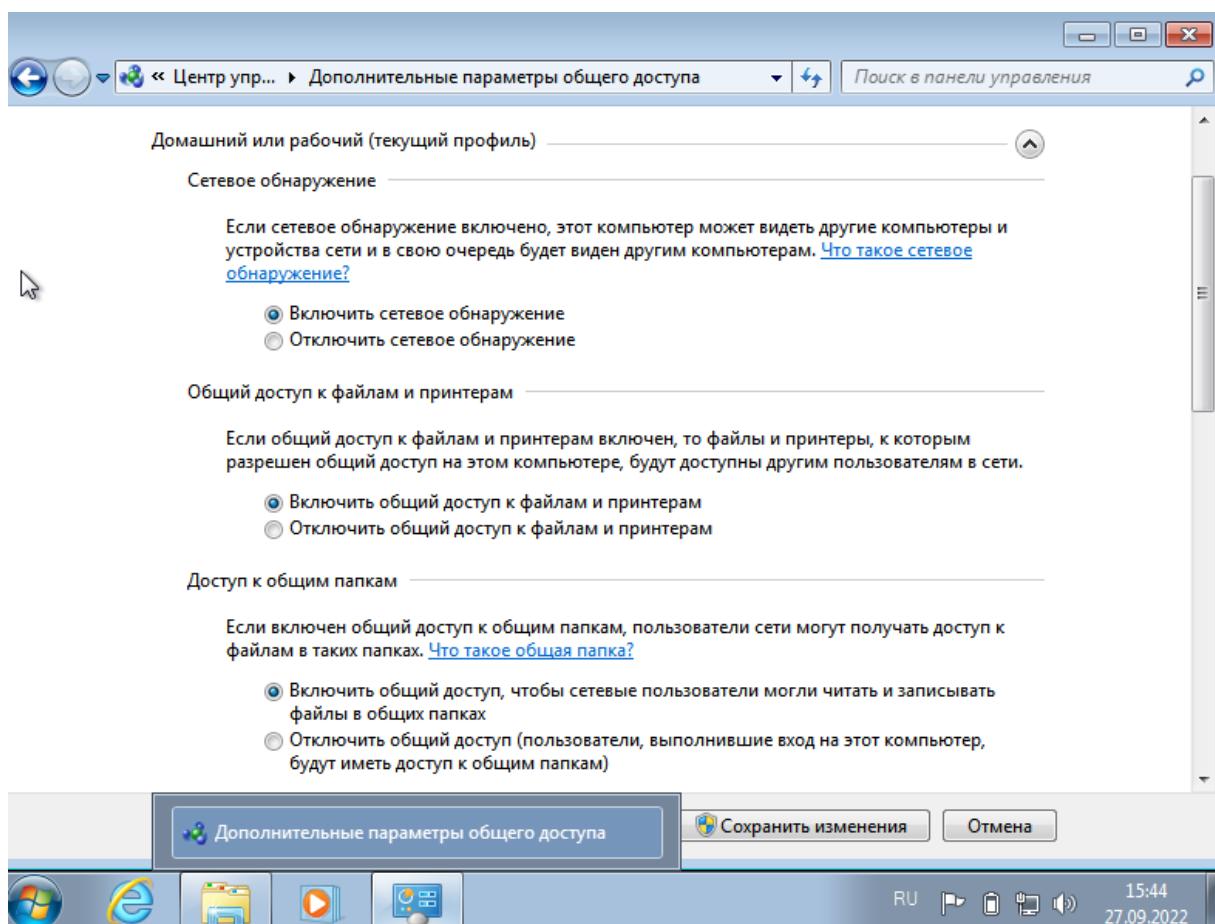 « Центр упр... ▸ Дополнительные параметры общего доступа
Поиск в панели управления
Домашний или рабочий (текущий профиль)
Сетевое обнаружение
Если сетевое обнаружение включено, этот компьютер может видеть другие компьютеры и
устройства сети и в свою очередь будет виден другим компьютерам. Что такое сетевое
обнаружение?
Включить сетевое обнаружение
Отключить сетевое обнаружение
Общий доступ к файлам и принтерам
Если общий доступ к файлам и принтерам включен, то файлы и принтеры, к которым
разрешен общий доступ на этом компьютере, будут доступны другим пользователям в сети.
Включить общий доступ к файлам и принтерам
Отключить общий доступ к файлам и принтерам
Доступ к общим папкам
Если включен общий доступ к общим папкам, пользователи сети могут получать доступ к
файлам в таких папках. Что такое общая папка?
Включить общий доступ, чтобы сетевые пользователи могли читать и записывать
файлы в общих папках
Отключить общий доступ (пользователи, выполнившие вход на этот компьютер,
будут иметь доступ к общим папкам)
Дополнительные параметры общего доступа
Сохранить изменения
Отмена
RU
15:44
27.09.2022